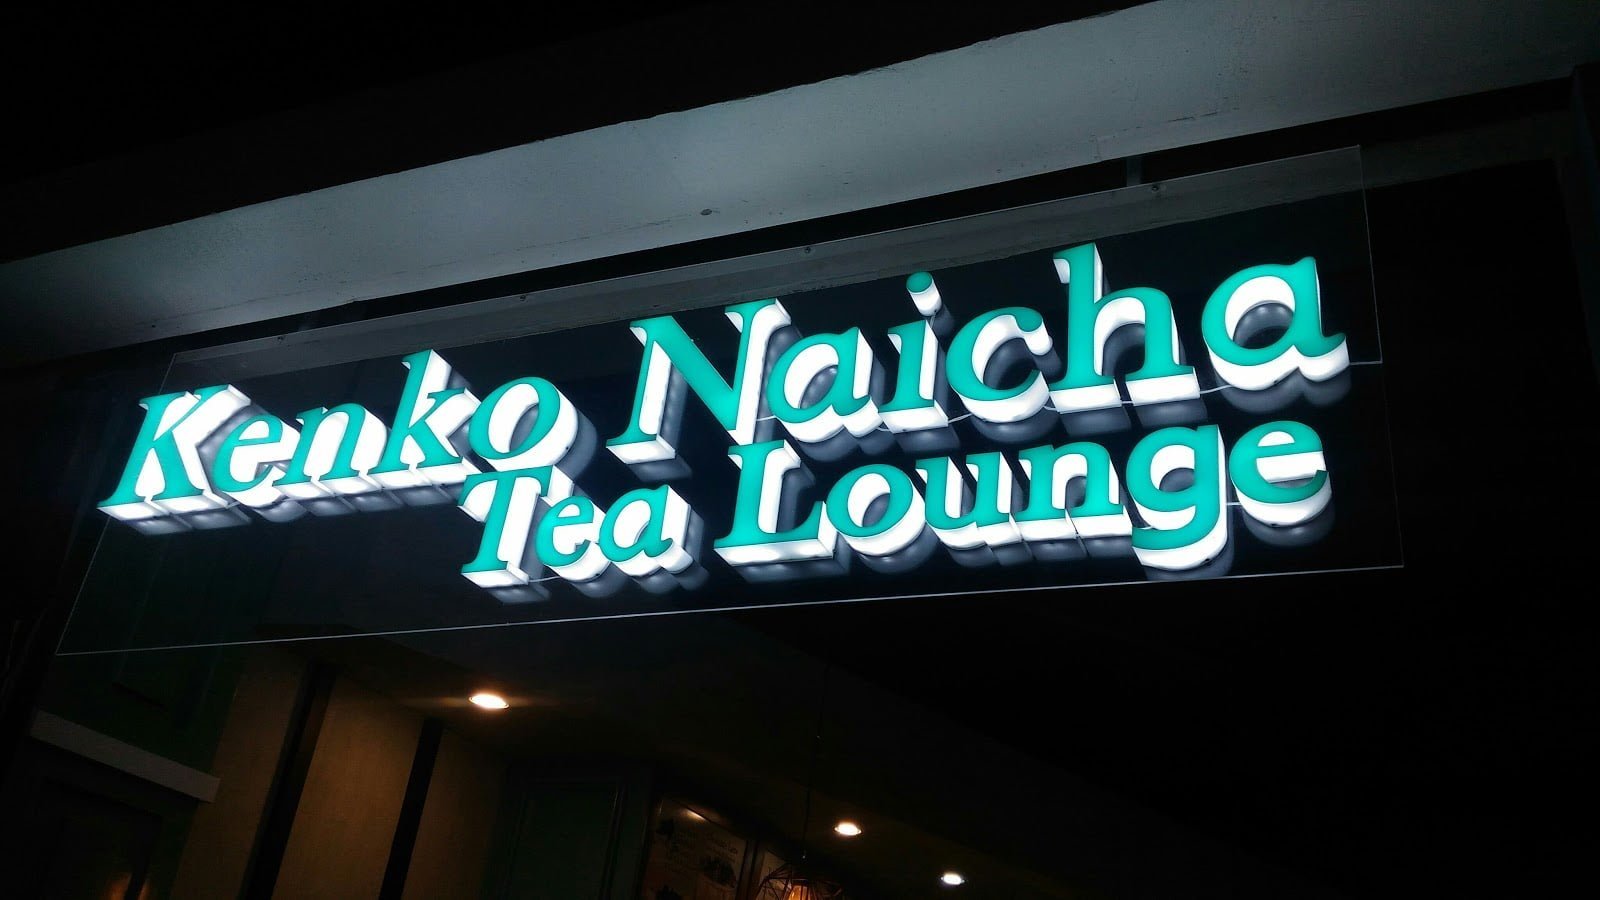 Kenko Naicha
Tea Lounge